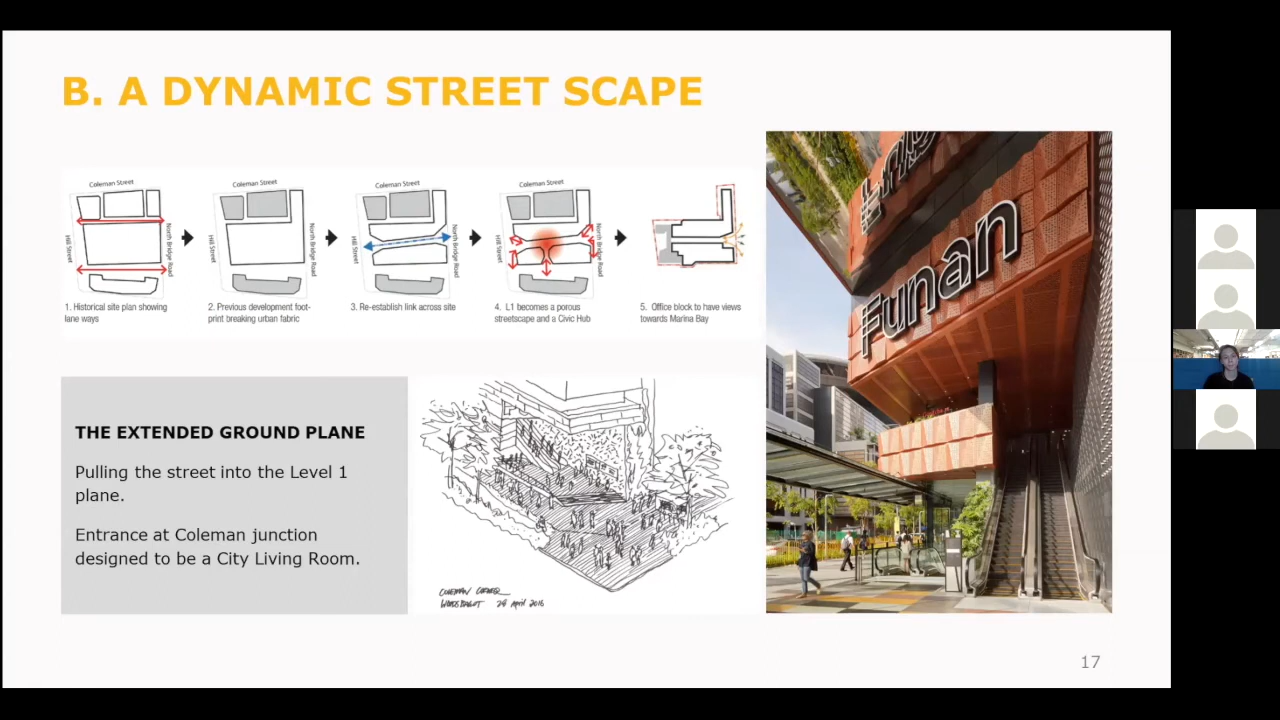 B. A DYNAMIC STREET SCAPE
Coleman Street
Hill Street
North Bridge Road
1. Historical site plan showing
lane ways
Coleman Street
Hill Street
North Bridge Road
2. Previous development foot-
print breaking urban fabric
Coleman Street
Hill Street
North Bridge Road
3. Re-establish link across site
Coleman Street
Hill Street
North Bridge Road
4. L1 becomes a porous
streetscape and a Civic Hub
5. Office block to have views
towards Marina Bay
Funan
THE EXTENDED GROUND PLANE
Pulling the street into the Level 1
plane.
Entrance at Coleman junction
designed to be a City Living Room.
COLEMAN CORNER
WOODS BAGOT 28 April 2016
17